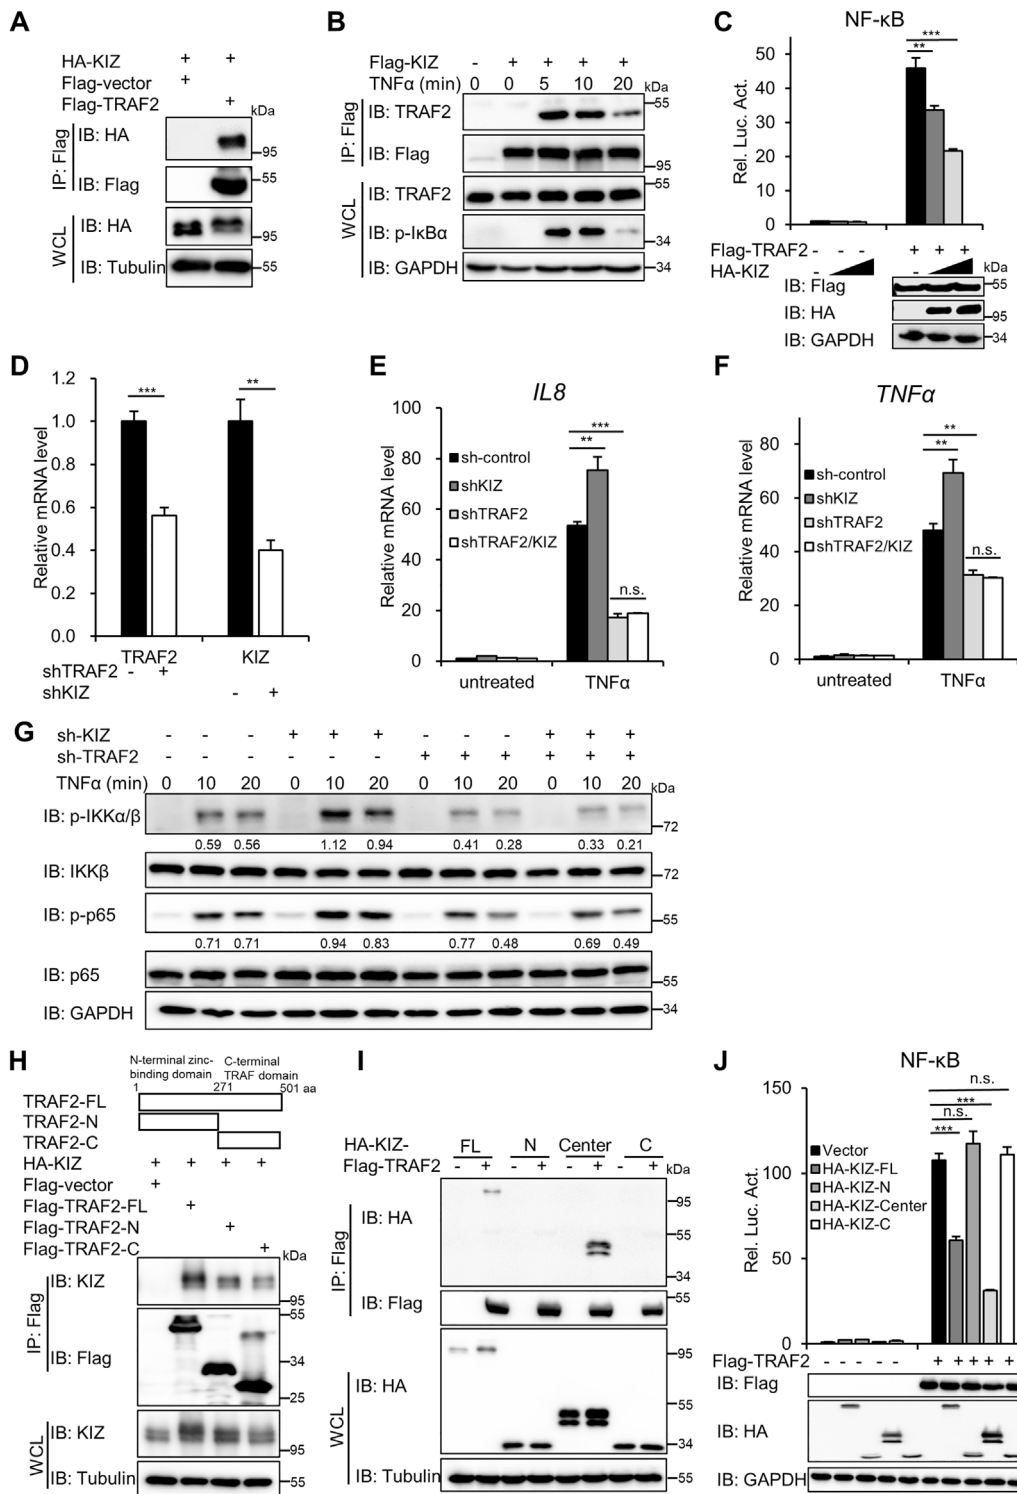 A
HA-KIZ + +
Flag-vector +
Flag-TRAF2 +
kDa
IP: Flag
IB: HA
95
IB: Flag
55
WCL
IB: HA
95
IB: Tubulin
55
B
Flag-KIZ - + + + +
TNFα (min) 0 0 5 10 20
IP: Flag
IB: TRAF2
55
IB: Flag
95
WCL
IB: TRAF2
55
IB: p-IκBα
34
IB: GAPDH
34
C
NF-κB
Rel. Luc. Act.
50
40
30
20
10
0
**
***
Flag-TRAF2 - - - + + +
HA-KIZ - -
kDa
IB: Flag
55
IB: HA
95
IB: GAPDH
34
D
Relative mRNA level
1.2
1.0
0.8
0.6
0.4
0.2
0.0
***
**
TRAF2 KIZ
shTRAF2 - +
shKIZ - +
E
IL8
Relative mRNA level
100
80
60
40
20
0
sh-control
shKIZ
shTRAF2
shTRAF2/KIZ
***
**
n.s.
untreated TNFα
F
TNFα
Relative mRNA level
80
60
40
20
0
sh-control
shKIZ
shTRAF2
shTRAF2/KIZ
**
**
n.s.
untreated TNFα
G
sh-KIZ - - - + + + - - - + + +
sh-TRAF2 - - - - - - + + + + + +
TNFα (min) 0 10 20 0 10 20 0 10 20 0 10 20
kDa
IB: p-IKKα/β
72
0.59 0.56 1.12 0.94 0.41 0.28 0.33 0.21
IB: IKKβ
72
IB: p-p65
55
0.71 0.71 0.94 0.83 0.77 0.48 0.69 0.49
IB: p65
55
IB: GAPDH
34
H
N-terminal zinc-binding domain
C-terminal TRAF domain
1 271 501 aa
TRAF2-FL
TRAF2-N
TRAF2-C
HA-KIZ + + + +
Flag-vector +
Flag-TRAF2-FL +
Flag-TRAF2-N +
Flag-TRAF2-C +
kDa
IP: Flag
IB: KIZ
95
IB: Flag
55
34
25
WCL
IB: KIZ
95
IB: Tubulin
55
I
HA-KIZ- FL N Center C
Flag-TRAF2 - + - + - + - +
kDa
IP: Flag
IB: HA
95
55
34
IB: Flag
55
WCL
IB: HA
95
55
34
IB: Tubulin
55
J
NF-κB
Rel. Luc. Act.
150
100
50
0
Vector
HA-KIZ-FL
HA-KIZ-N
HA-KIZ-Center
HA-KIZ-C
n.s.
***
n.s.
***
Flag-TRAF2 - - - - - + + + + +
IB: Flag
IB: HA
IB: GAPDH